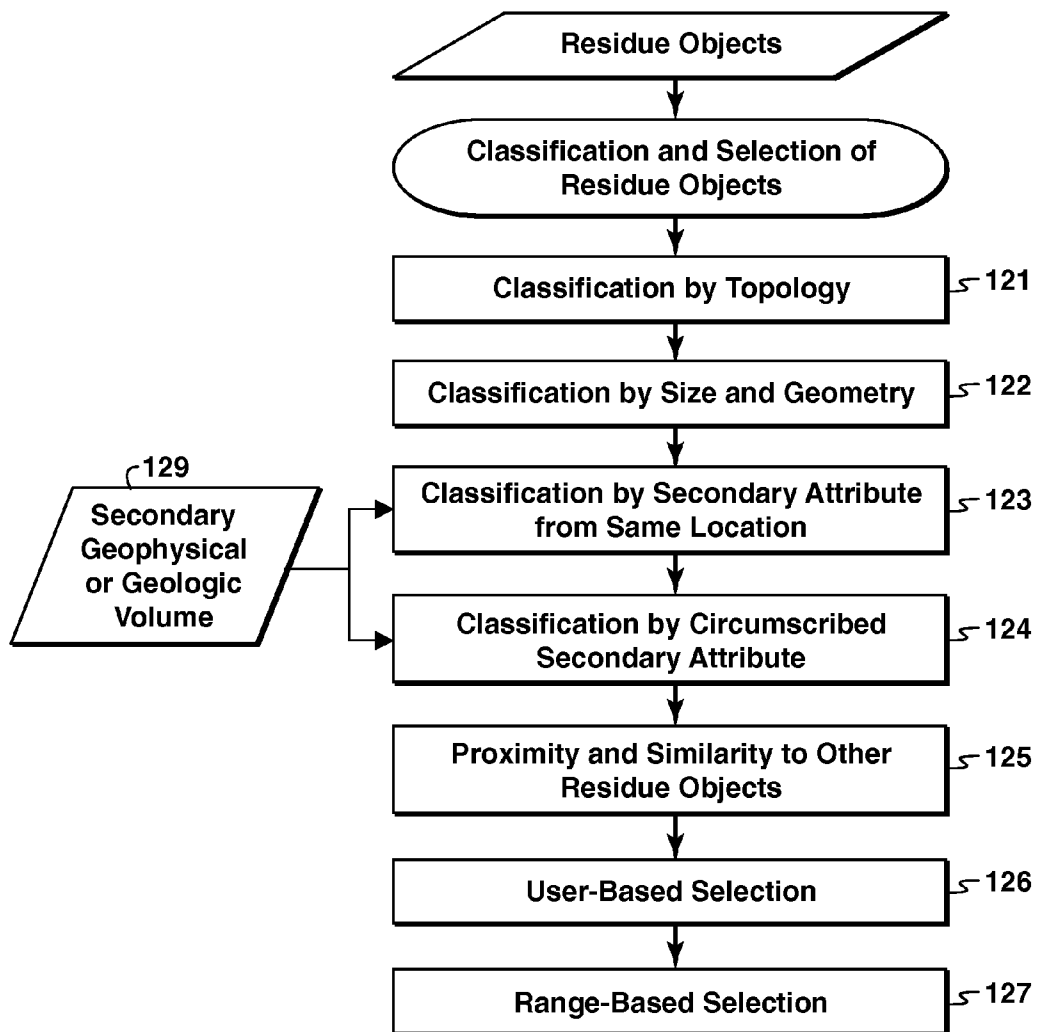 Residue Objects
Classification and Selection of
Residue Objects
Classification by Topology
121
Classification by Size and Geometry
122
129
Secondary
Geophysical
or Geologic
Volume
Classification by Secondary Attribute
from Same Location
123
Classification by Circumscribed
Secondary Attribute
124
Proximity and Similarity to Other
Residue Objects
125
User-Based Selection
126
Range-Based Selection
127